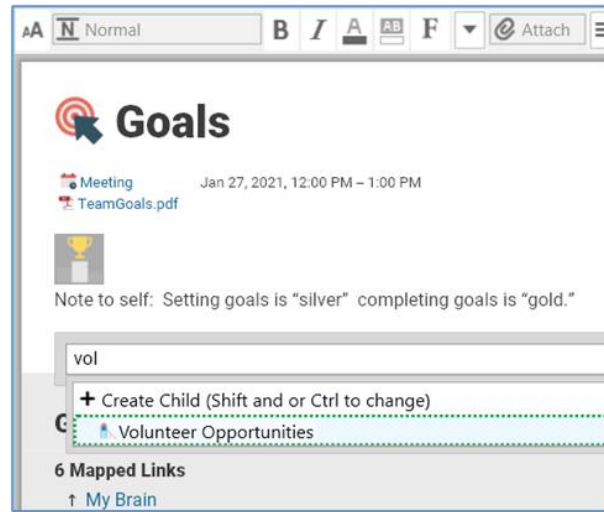 AA N Normal B I A AB F Attach
Goals
Meeting Jan 27, 2021, 12:00 PM – 1:00 PM
TeamGoals.pdf
Note to self: Setting goals is “silver” completing goals is “gold.”
vol
+ Create Child (Shift and or Ctrl to change)
G
Volunteer Opportunities
6 Mapped Links
↑ My Brain